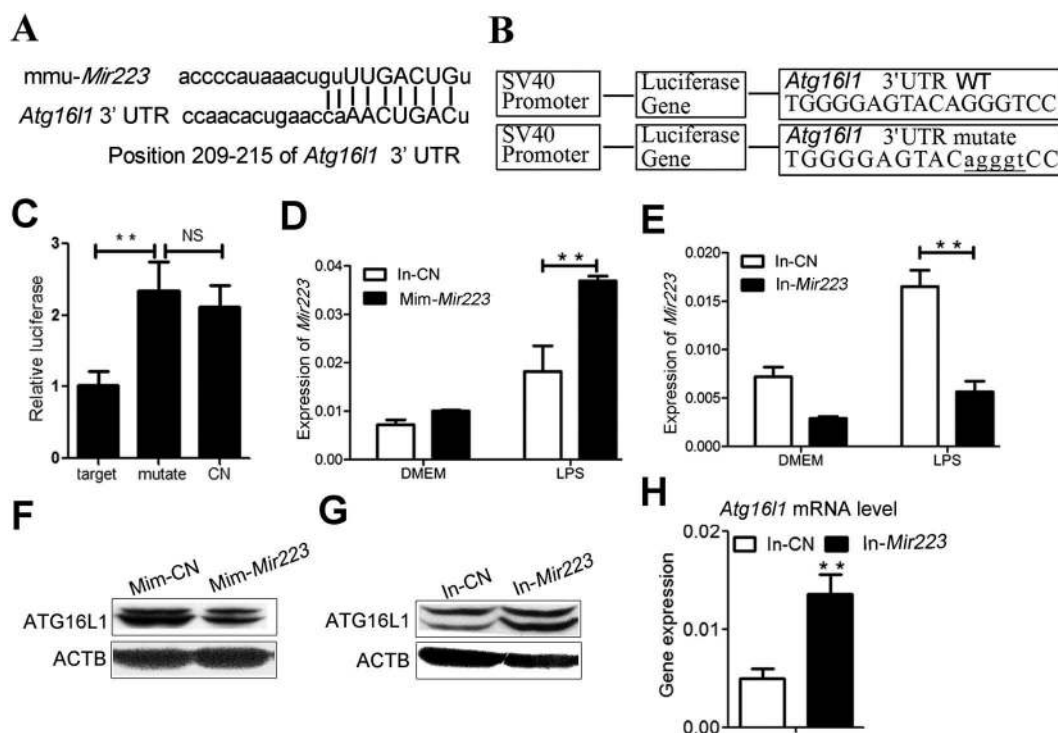 A
mmu-Mir223 accccauaaacuguUUGACUGu
Atg16l1 3' UTR ccaacacugaaccaAACUGACu
Position 209-215 of Atg16l1 3' UTR
B
SV40 Promoter
Luciferase Gene
Atg16l1 3'UTR WT
TGGGGAGTACAGGGTCC
SV40 Promoter
Luciferase Gene
Atg16l1 3'UTR mutate
TGGGGAGTACagggtCC
C
Relative luciferase
3
2
1
0
* *
NS
target mutate CN
D
Expression of Mir223
0.04
0.03
0.02
0.01
0.00
In-CN
Mim-Mir223
* *
DMEM LPS
E
Expression of Mir223
0.020
0.015
0.010
0.005
0.000
In-CN
In-Mir223
* *
DMEM LPS
F
Mim-CN Mim-Mir223
ATG16L1
ACTB
G
In-CN In-Mir223
ATG16L1
ACTB
H
Atg16l1 mRNA level
Gene expression
0.02
0.01
0.00
In-CN In-Mir223
* *